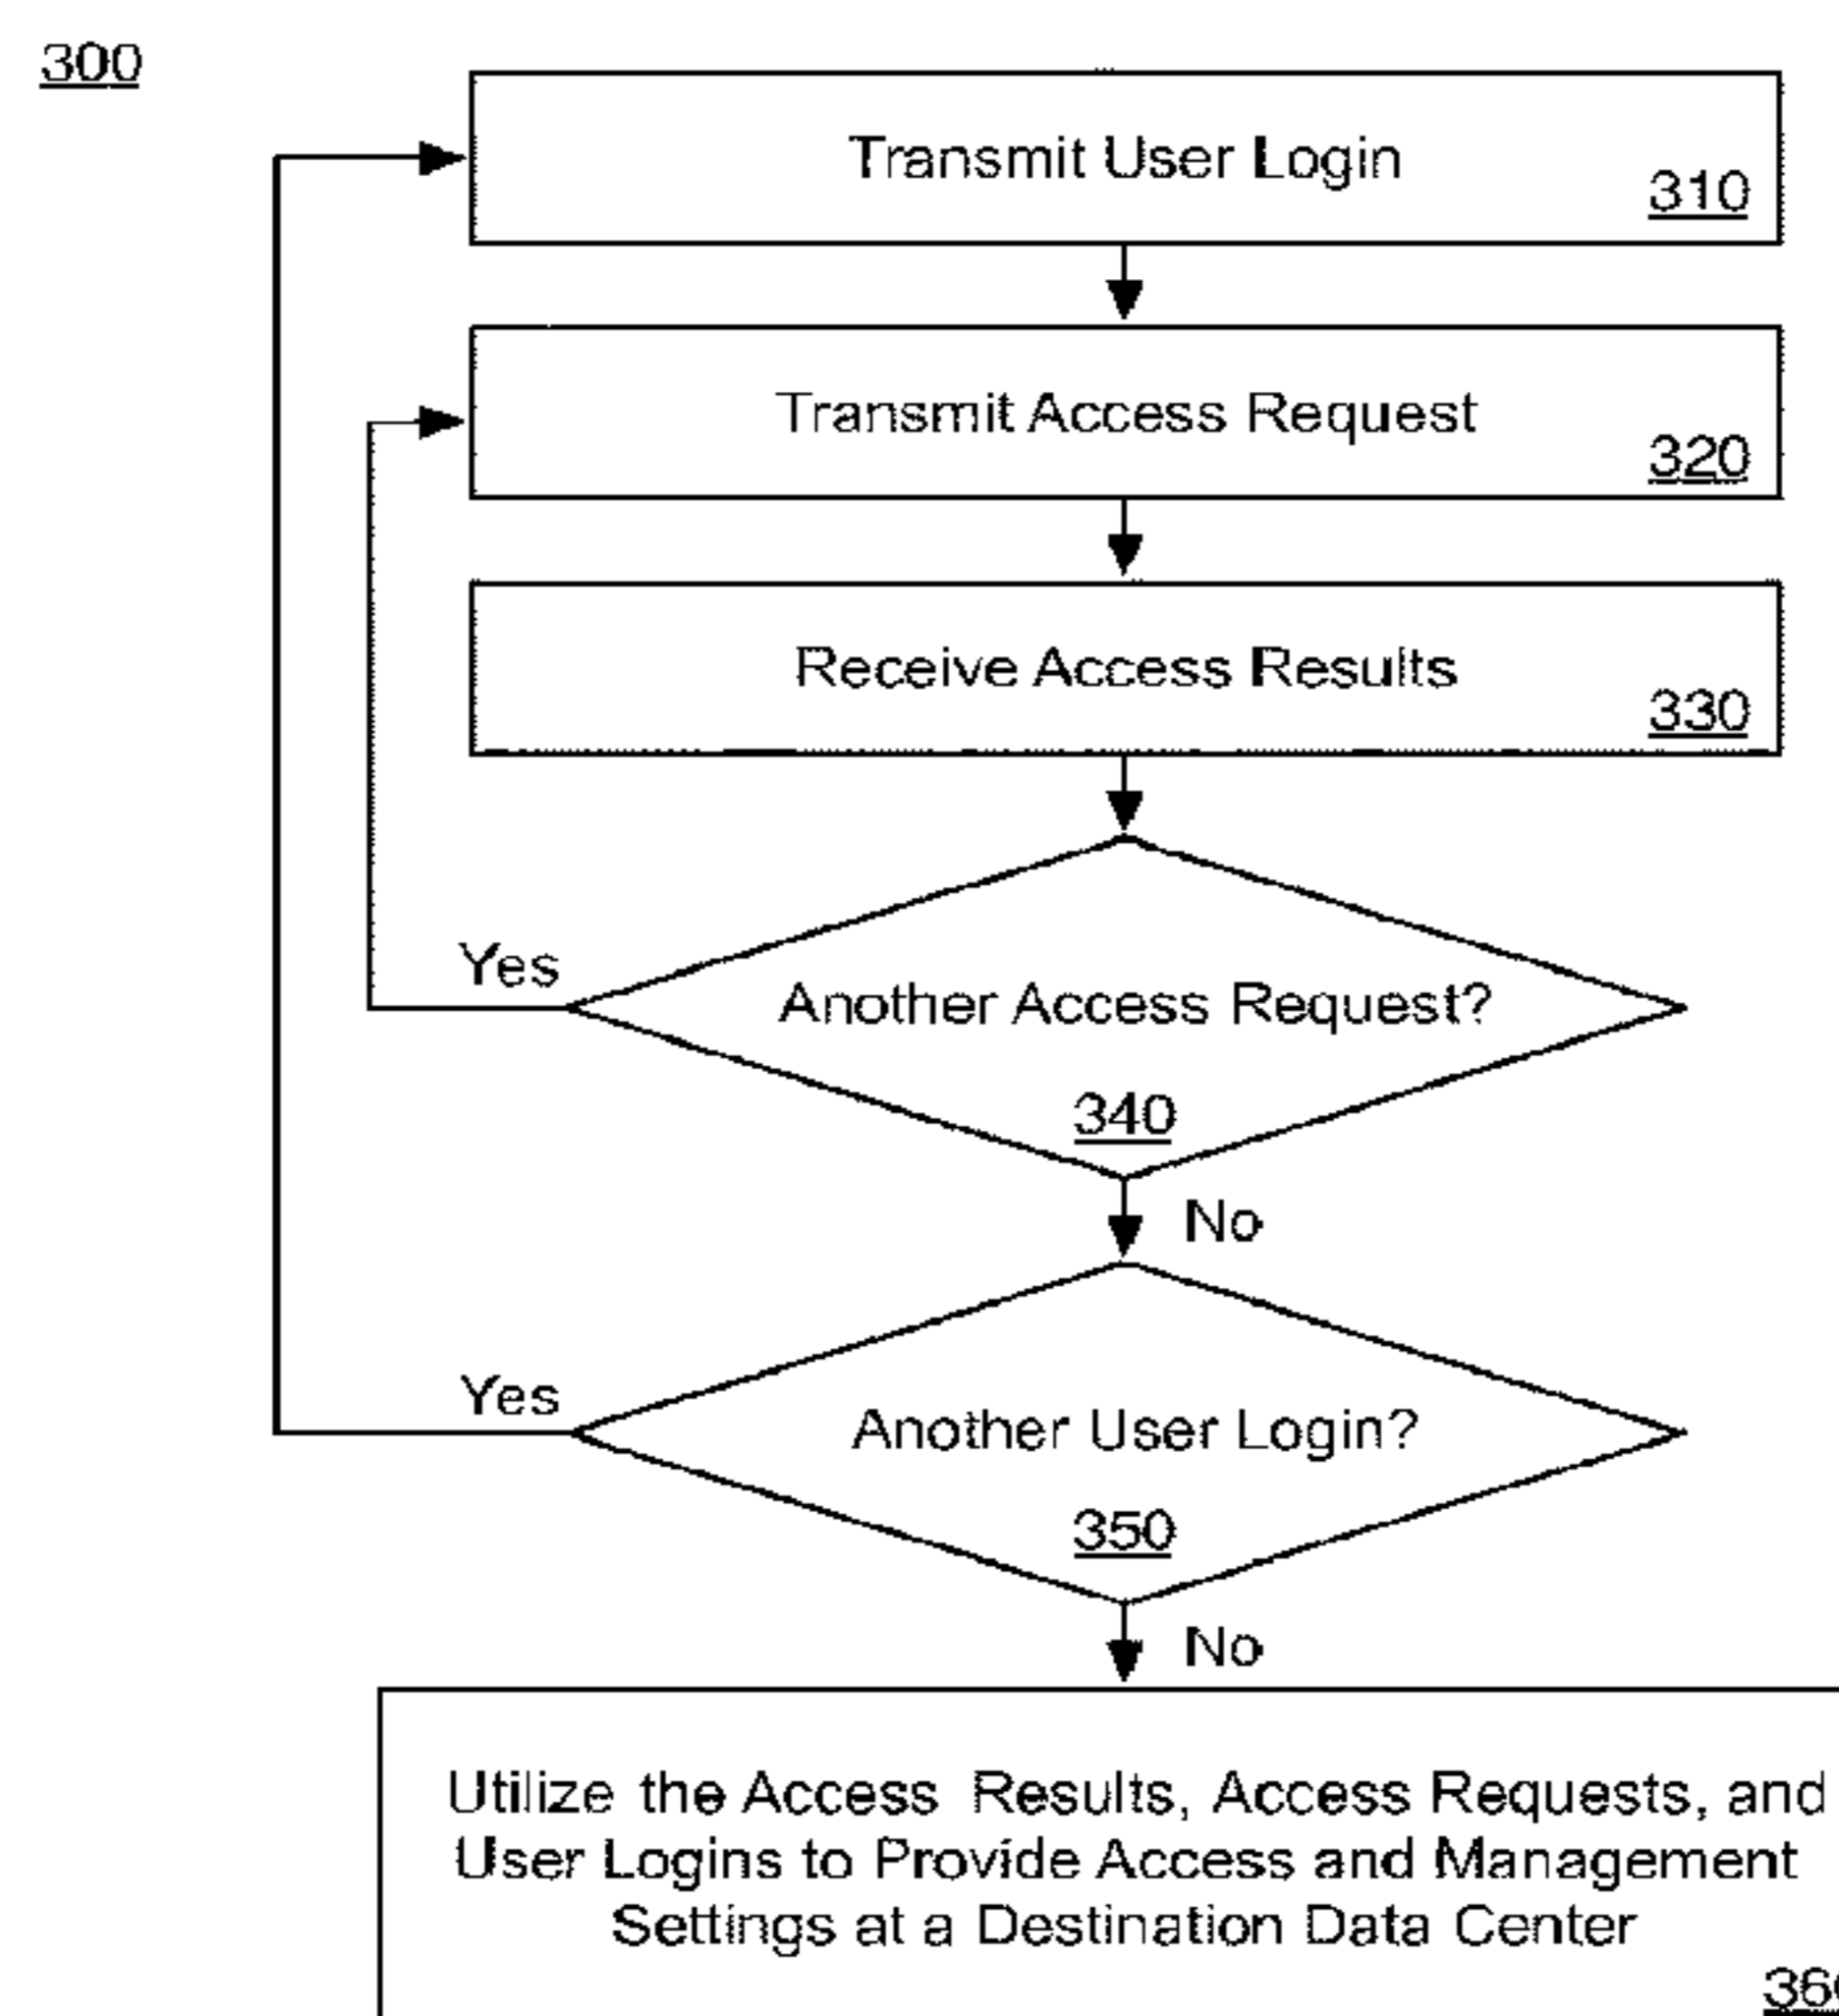 300
Transmit User Login
310
Transmit Access Request
320
Receive Access Results
330
Yes
Another Access Request?
340
No
Yes
Another User Login?
350
No
Utilize the Access Results, Access Requests, and
User Logins to Provide Access and Management
Settings at a Destination Data Center
360